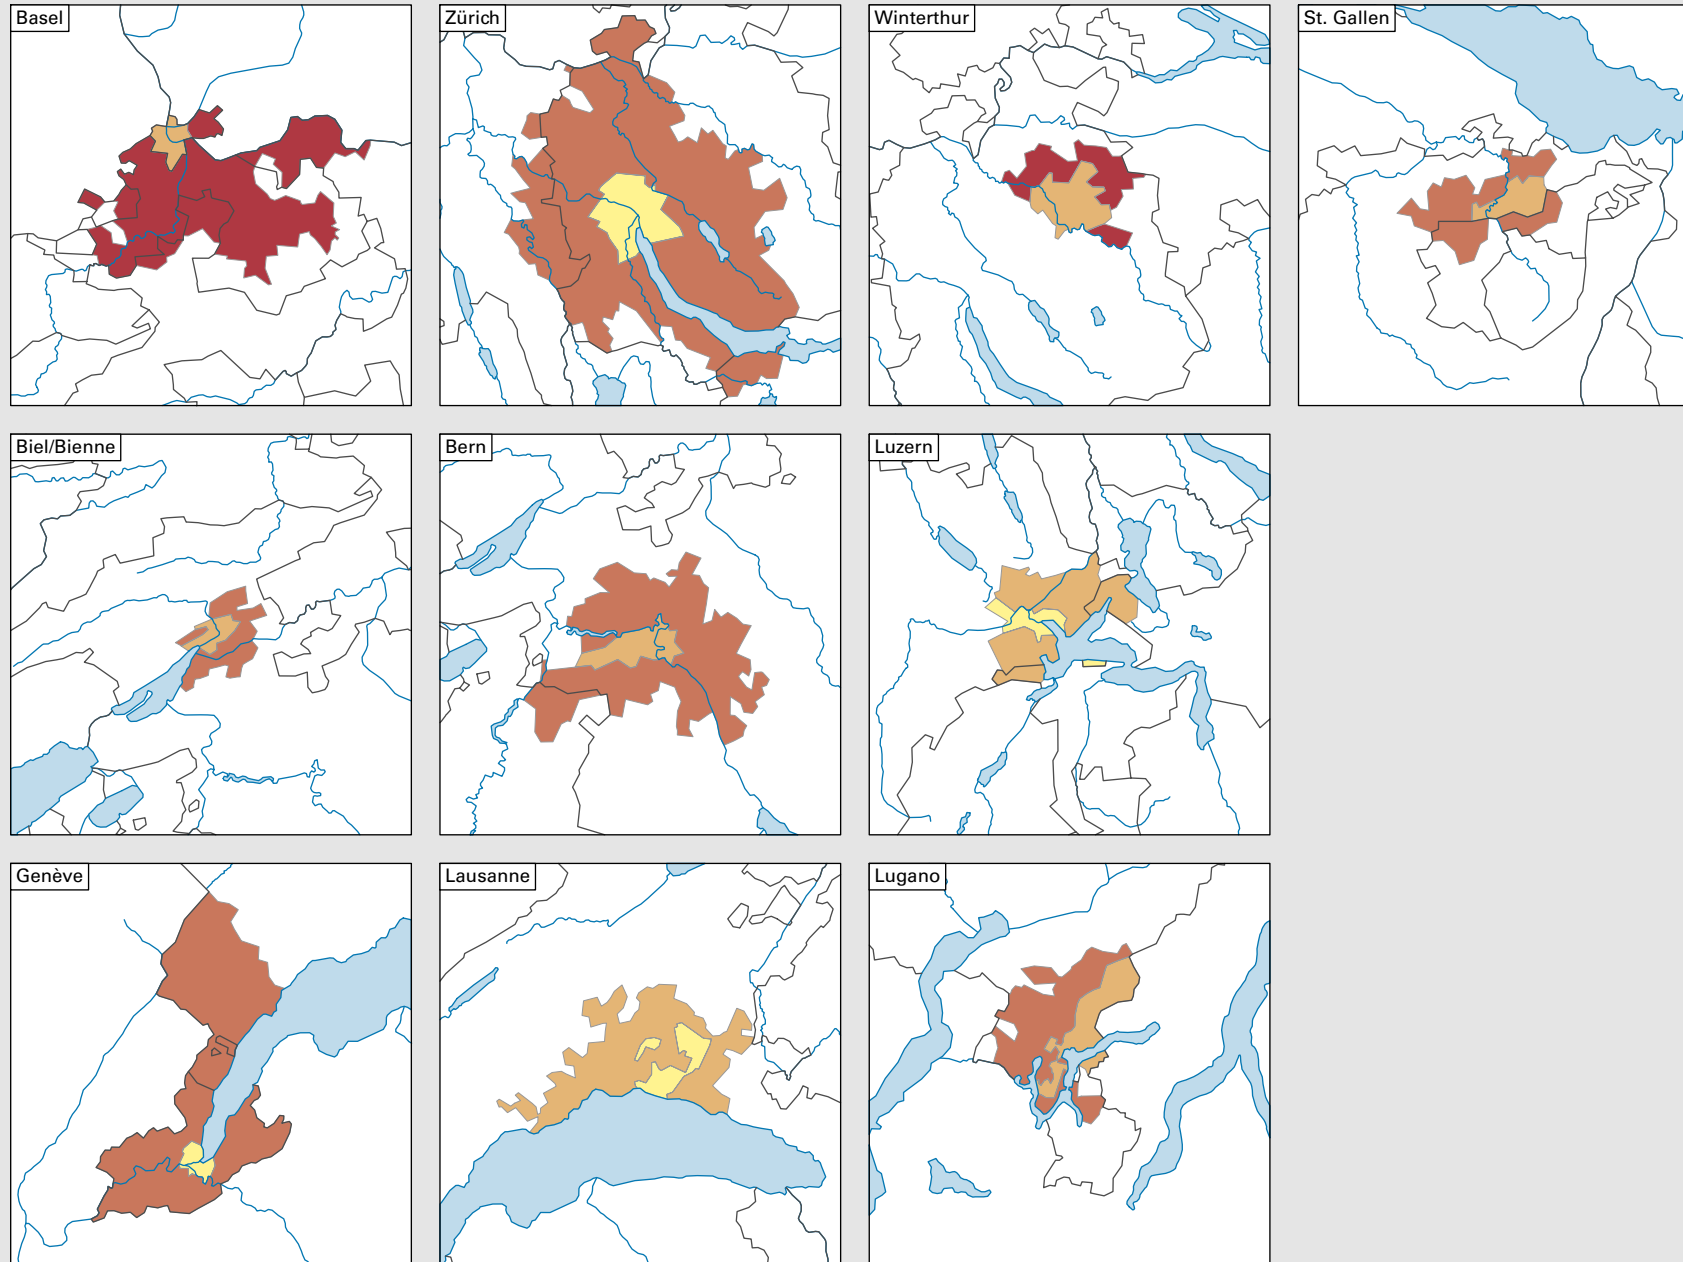 Basel
Zürich
Winterthur
St. Gallen
Biel/Bienne
Bern
Luzern
Genève
Lausanne
Lugano